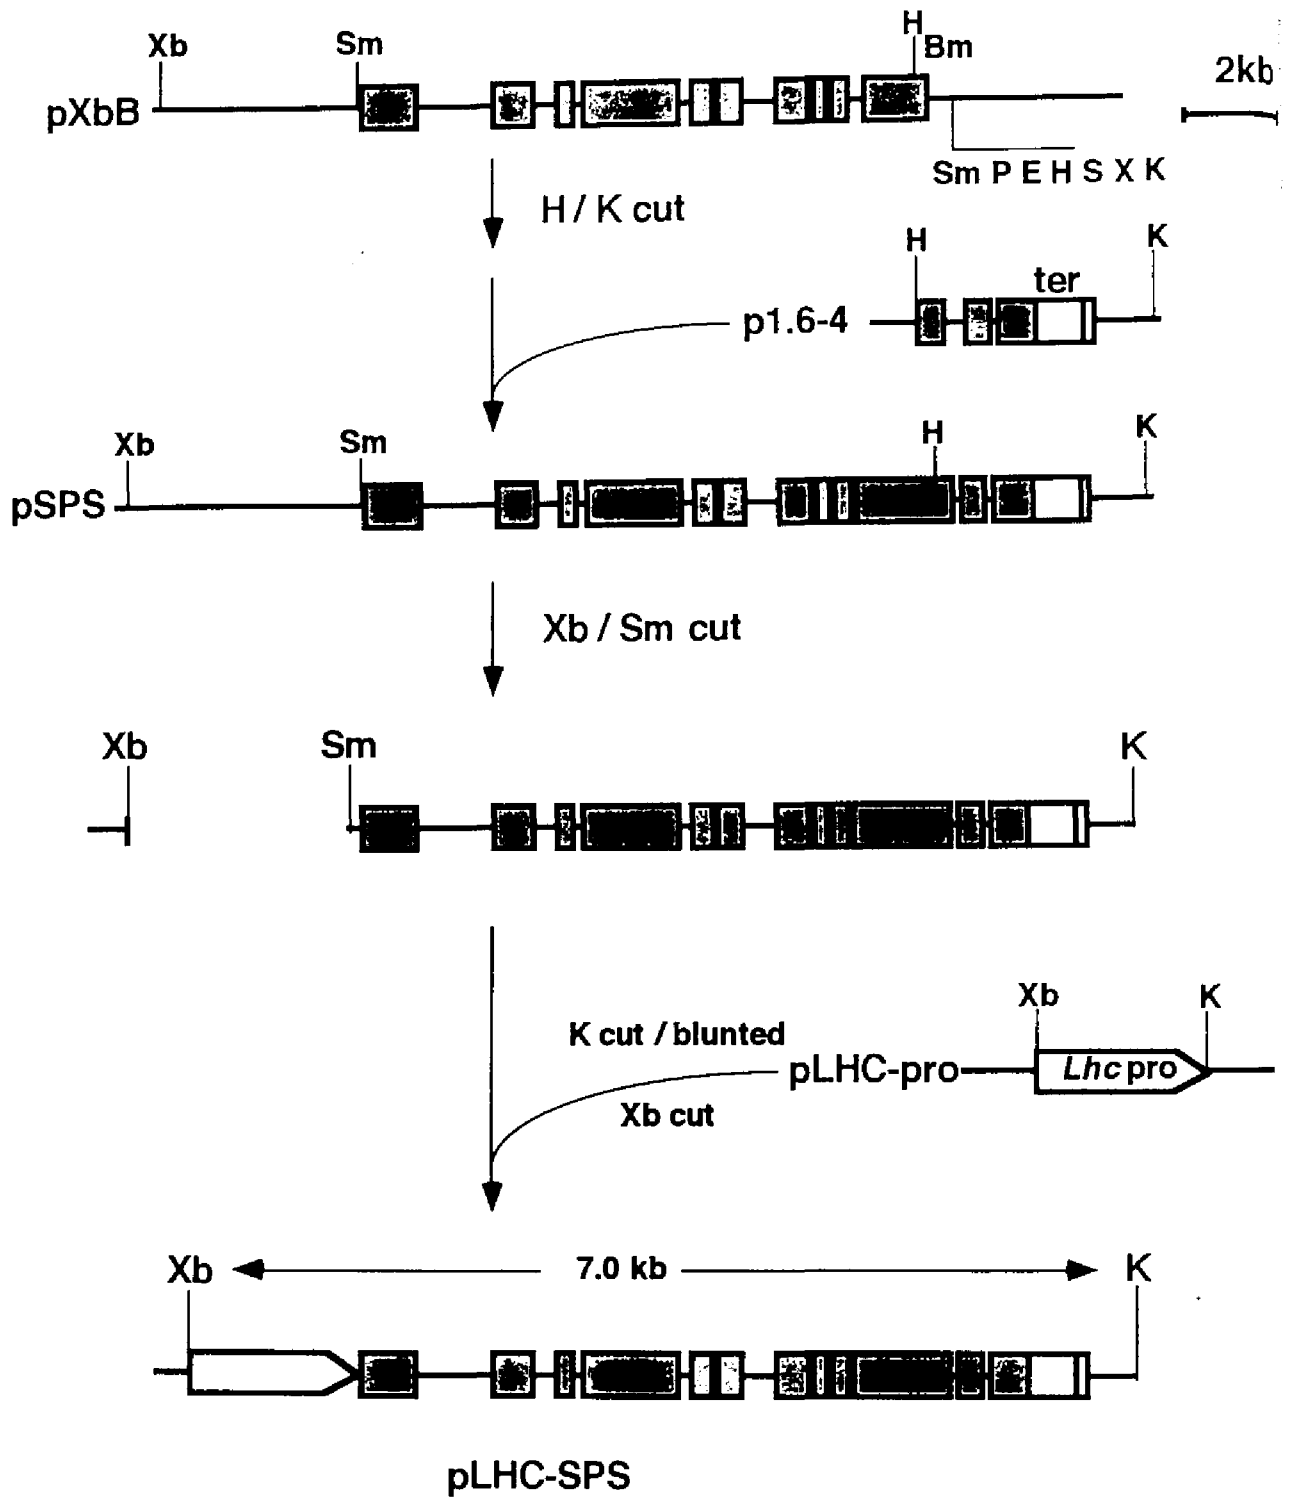 Xb Sm H Bm
2kb
pXbB
Sm P E H S X K
H / K cut
H K
ter
p1.6-4
Xb Sm H K
pSPS
Xb / Sm cut
Xb Sm K
Xb K
K cut / blunted
pLHC-pro Lhc pro
Xb cut
Xb 7.0 kb K
pLHC-SPS